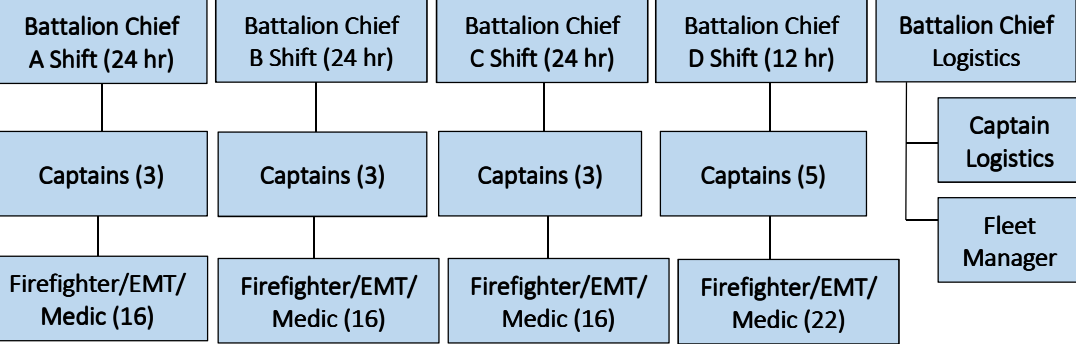 Battalion Chief
A Shift (24 hr)
Battalion Chief
B Shift (24 hr)
Battalion Chief
C Shift (24 hr)
Battalion Chief
D Shift (12 hr)
Battalion Chief
Logistics
Captains (3)
Captains (3)
Captains (3)
Captains (5)
Captain
Logistics
Fleet
Manager
Firefighter/EMT/
Medic (16)
Firefighter/EMT/
Medic (16)
Firefighter/EMT/
Medic (16)
Firefighter/EMT/
Medic (22)